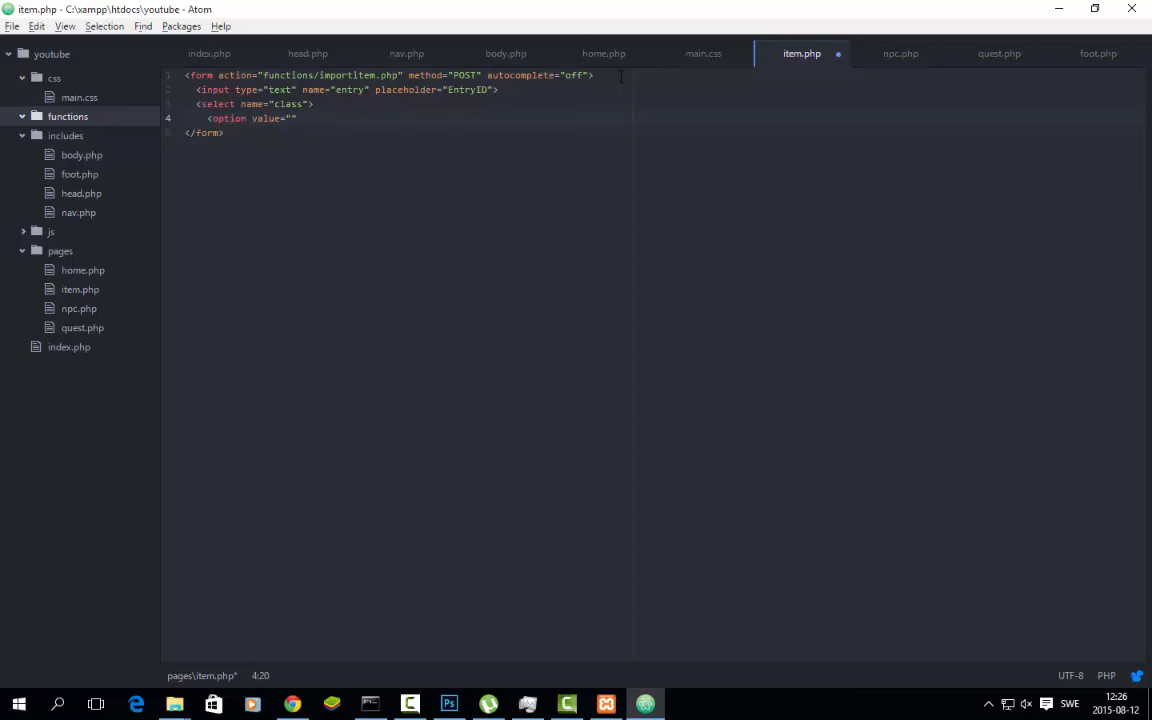 item.php - C:\xampp\htdocs\youtube - Atom
File Edit View Selection Find Packages Help
youtube
index.php head.php nav.php body.php home.php main.css item.php npc.php quest.php foot.php
css
main.css
functions
includes
body.php
foot.php
head.php
nav.php
js
pages
home.php
item.php
npc.php
quest.php
index.php
1 <form action="functions/importitem.php" method="POST" autocomplete="off">
2 <input type="text" name="entry" placeholder="EntryID">
3 <select name="class">
4 <option value=""
5 </form>
pages\item.php* 4:20 UTF-8 PHP
SWE
12:26
2015-08-12